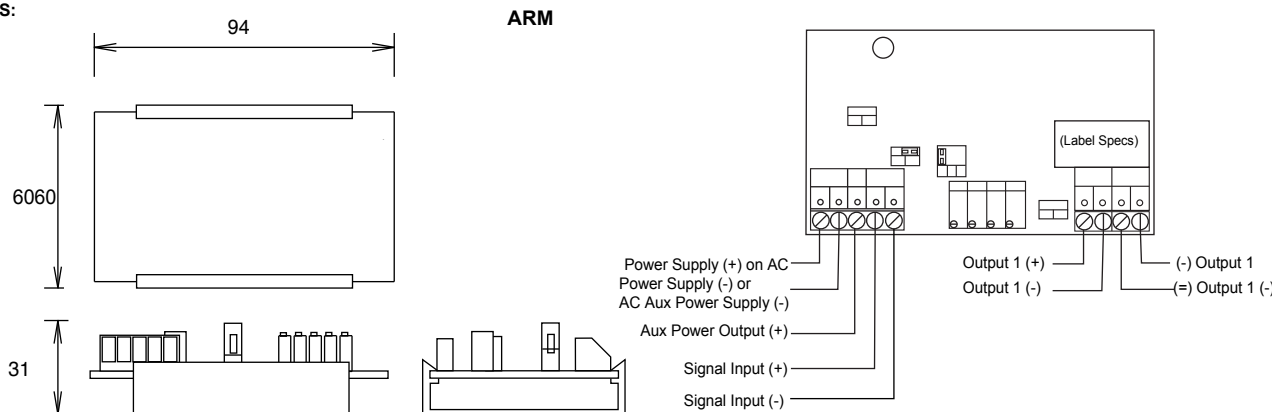 S:
94
ARM
6060
31
(Label Specs)
Power Supply (+) on AC
Power Supply (-) or
AC Aux Power Supply (-)
Aux Power Output (+)
Signal Input (+)
Signal Input (-)
Output 1 (+)
Output 1 (-)
(-) Output 1
(=) Output 1 (-)